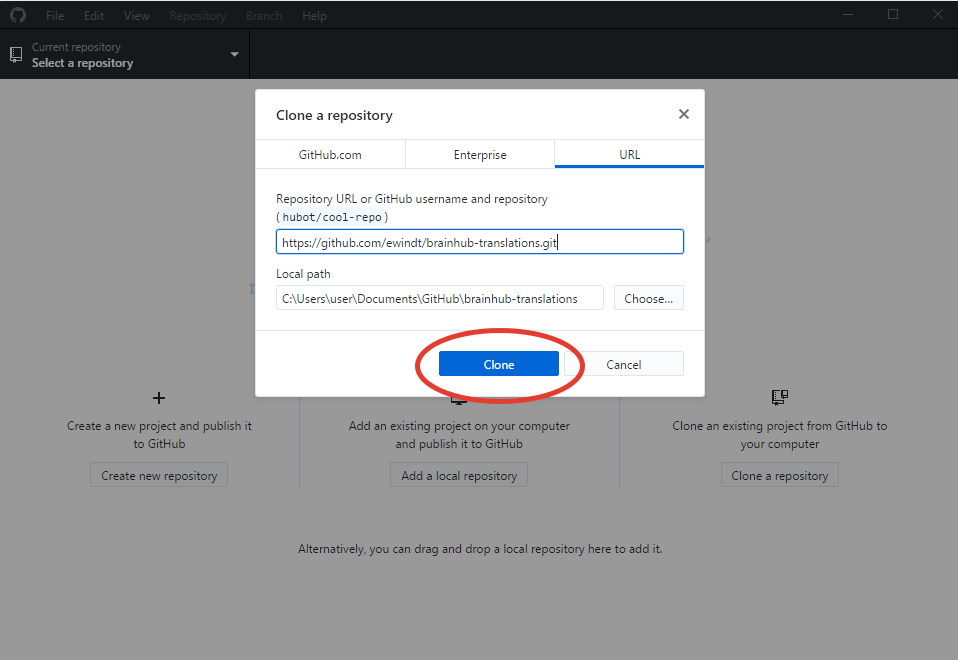 File Edit View Repository Branch Help
Current repository
Select a repository
Clone a repository
GitHub.com Enterprise URL
Repository URL or GitHub username and repository
(hubot/cool-repo)
https://github.com/ewindt/brainhub-translations.git
Local path
C:\Users\user\Documents\GitHub\brainhub-translations Choose...
Clone Cancel
Create a new project and publish it
to GitHub
Create new repository
Add an existing project on your computer
and publish it to GitHub
Add a local repository
Clone an existing project from GitHub to
your computer
Clone a repository
Alternatively, you can drag and drop a local repository here to add it.